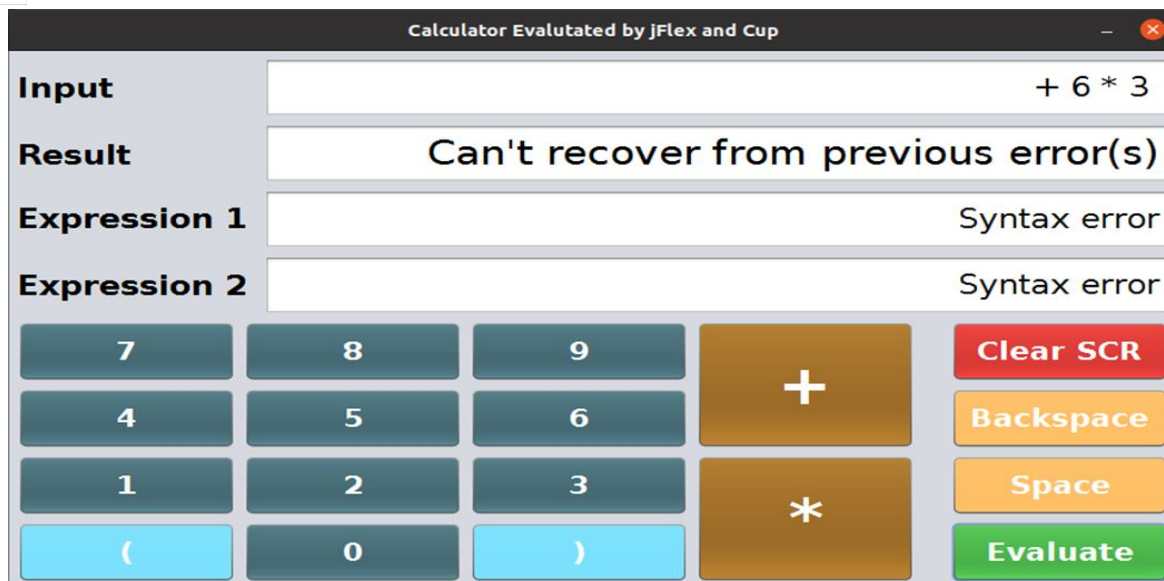 Calculator Evalutated by jFlex and Cup
Input + 6 * 3
Result Can't recover from previous error(s)
Expression 1 Syntax error
Expression 2 Syntax error
7 8 9 + Clear SCR
4 5 6 Backspace
1 2 3 * Space
( 0 ) Evaluate